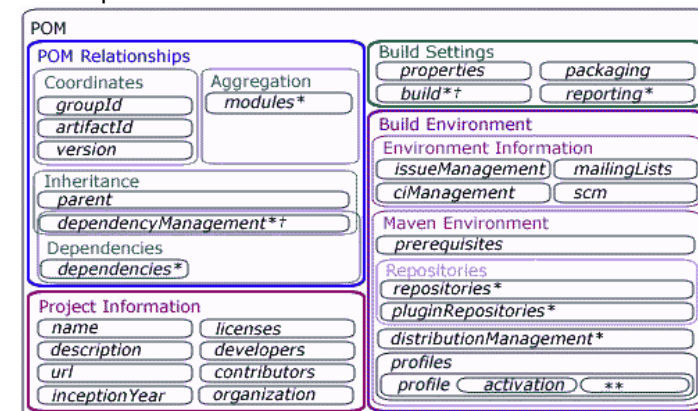 POM
POM Relationships
Coordinates
groupId
artifactId
version
Aggregation
modules*
Inheritance
parent
dependencyManagement*†
Dependencies
dependencies*
Project Information
name
licenses
description
developers
url
contributors
inceptionYear
organization
Build Settings
properties
packaging
build*†
reporting*
Build Environment
Environment Information
issueManagement
mailingLists
ciManagement
scm
Maven Environment
prerequisites
Repositories
repositories*
pluginRepositories*
distributionManagement*
profiles
profile
activation
**